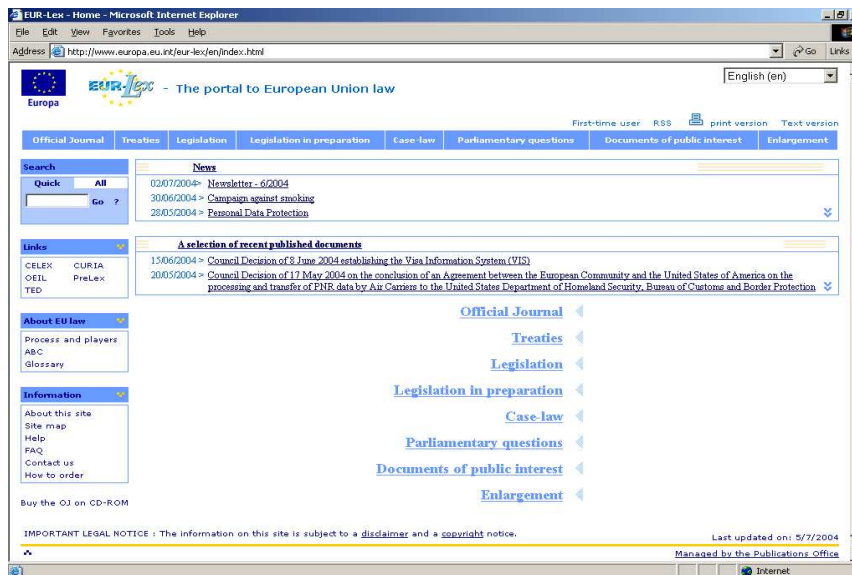 EUR-Lex - Home - Microsoft Internet Explorer
File Edit View Favorites Tools Help
Address http://www.europa.eu.int/eur-lex/en/index.html Go Links
Europa
EUR-Lex - The portal to European Union law
English (en)
First-time user RSS print version Text version
Official Journal Treaties Legislation Legislation in preparation Case-law Parliamentary questions Documents of public interest Enlargement
Search
Quick All
Go ?
News
02/07/2004> Newsletter - 6/2004
30/06/2004 > Campaign against smoking
28/05/2004 > Personal Data Protection
Links
CELEX CURIA
OEIL PreLex
TED
A selection of recent published documents
15/06/2004 > Council Decision of 8 June 2004 establishing the Visa Information System (VIS)
20/05/2004 > Council Decision of 17 May 2004 on the conclusion of an Agreement between the European Community and the United States of America on the
processing and transfer of PNR data by Air Carriers to the United States Department of Homeland Security, Bureau of Customs and Border Protection
About EU law
Process and players
ABC
Glossary
Information
About this site
Site map
Help
FAQ
Contact us
How to order
Buy the OJ on CD-ROM
Official Journal
Treaties
Legislation
Legislation in preparation
Case-law
Parliamentary questions
Documents of public interest
Enlargement
IMPORTANT LEGAL NOTICE : The information on this site is subject to a disclaimer and a copyright notice.
Last updated on: 5/7/2004
Managed by the Publications Office
Internet